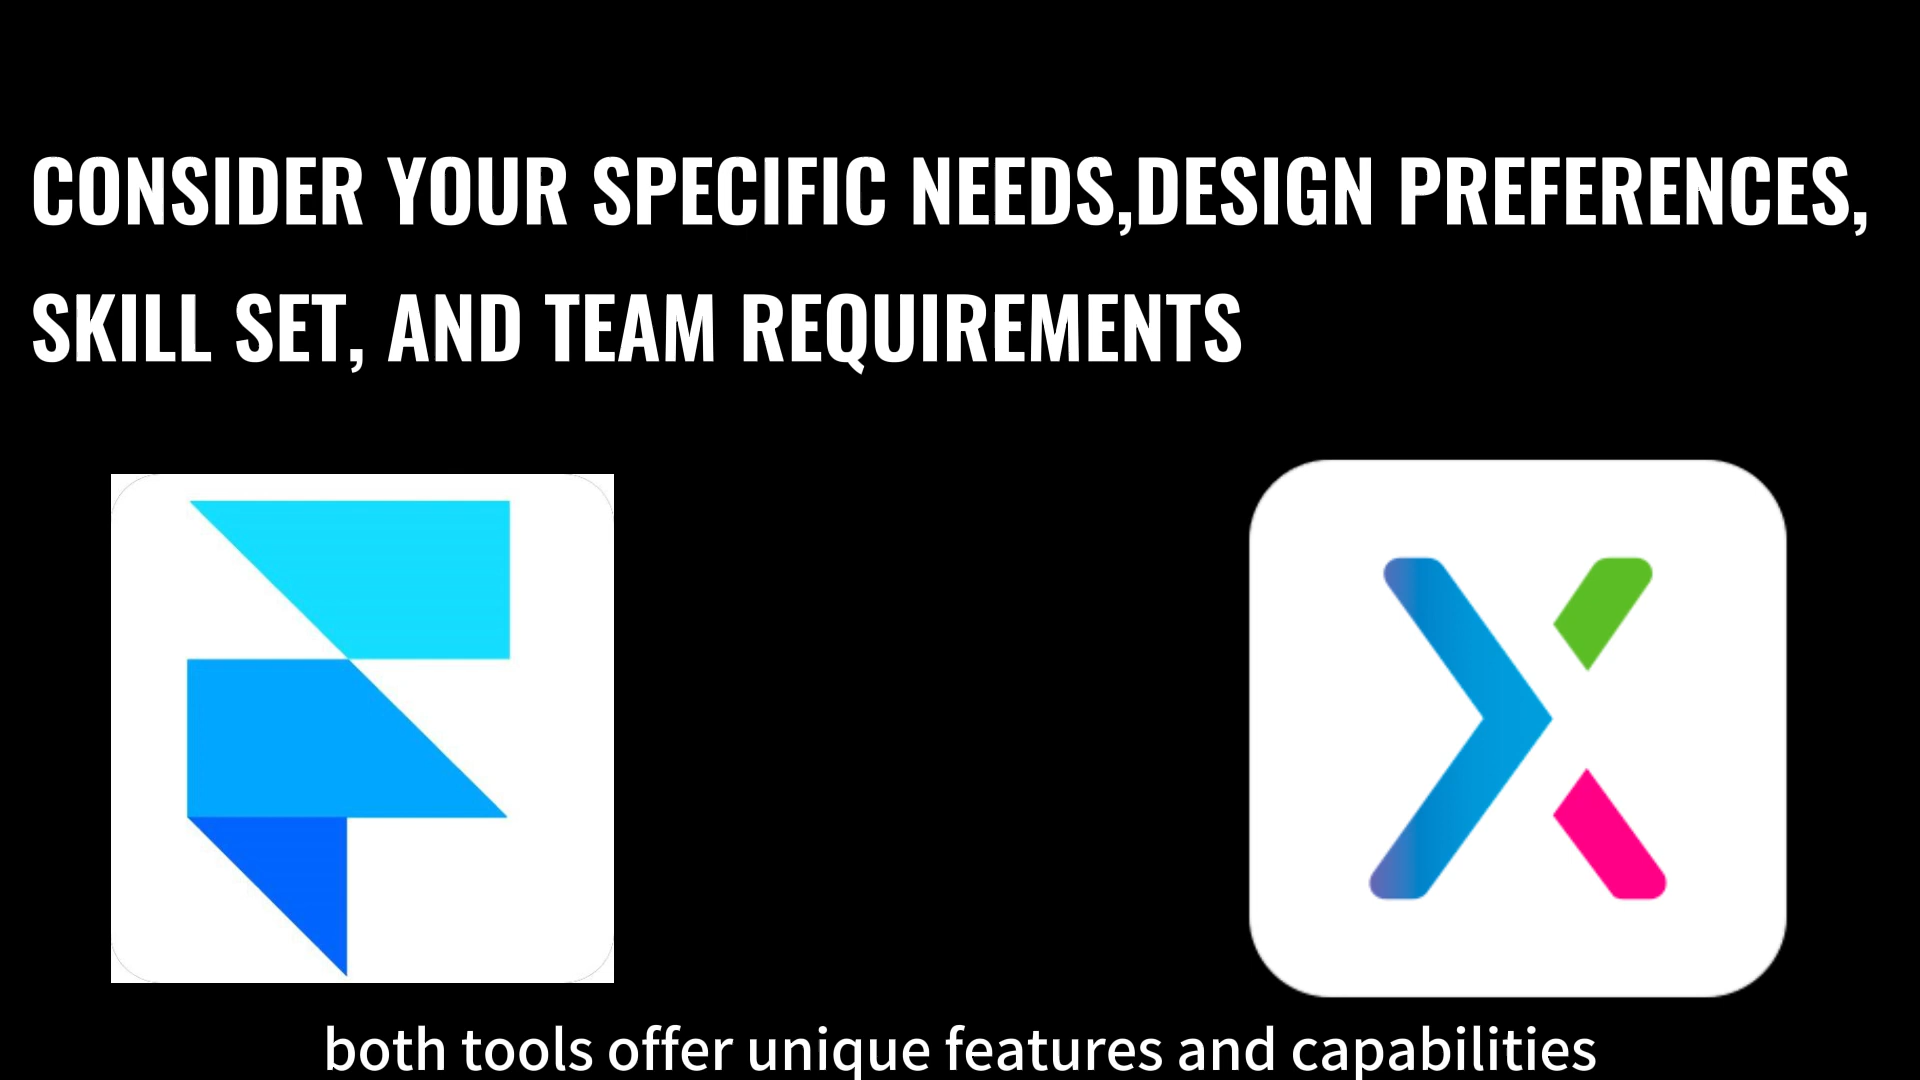 CONSIDER YOUR SPECIFIC NEEDS,DESIGN PREFERENCES,
SKILL SET, AND TEAM REQUIREMENTS
both tools offer unique features and capabilities